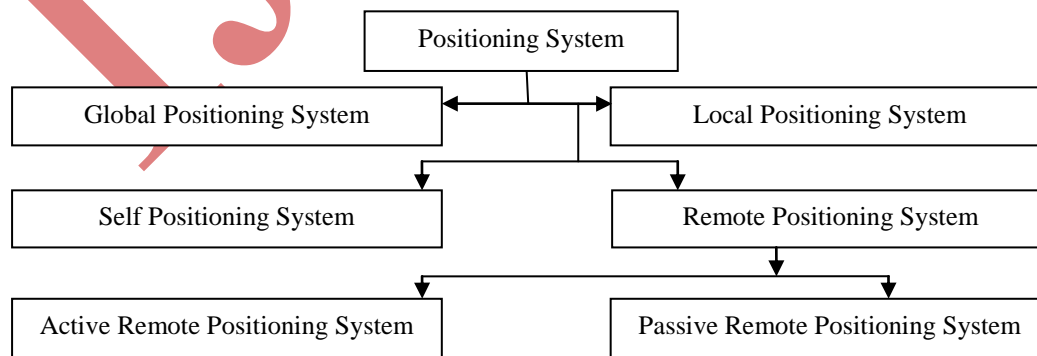 Positioning System
Global Positioning System
Local Positioning System
Self Positioning System
Remote Positioning System
Active Remote Positioning System
Passive Remote Positioning System